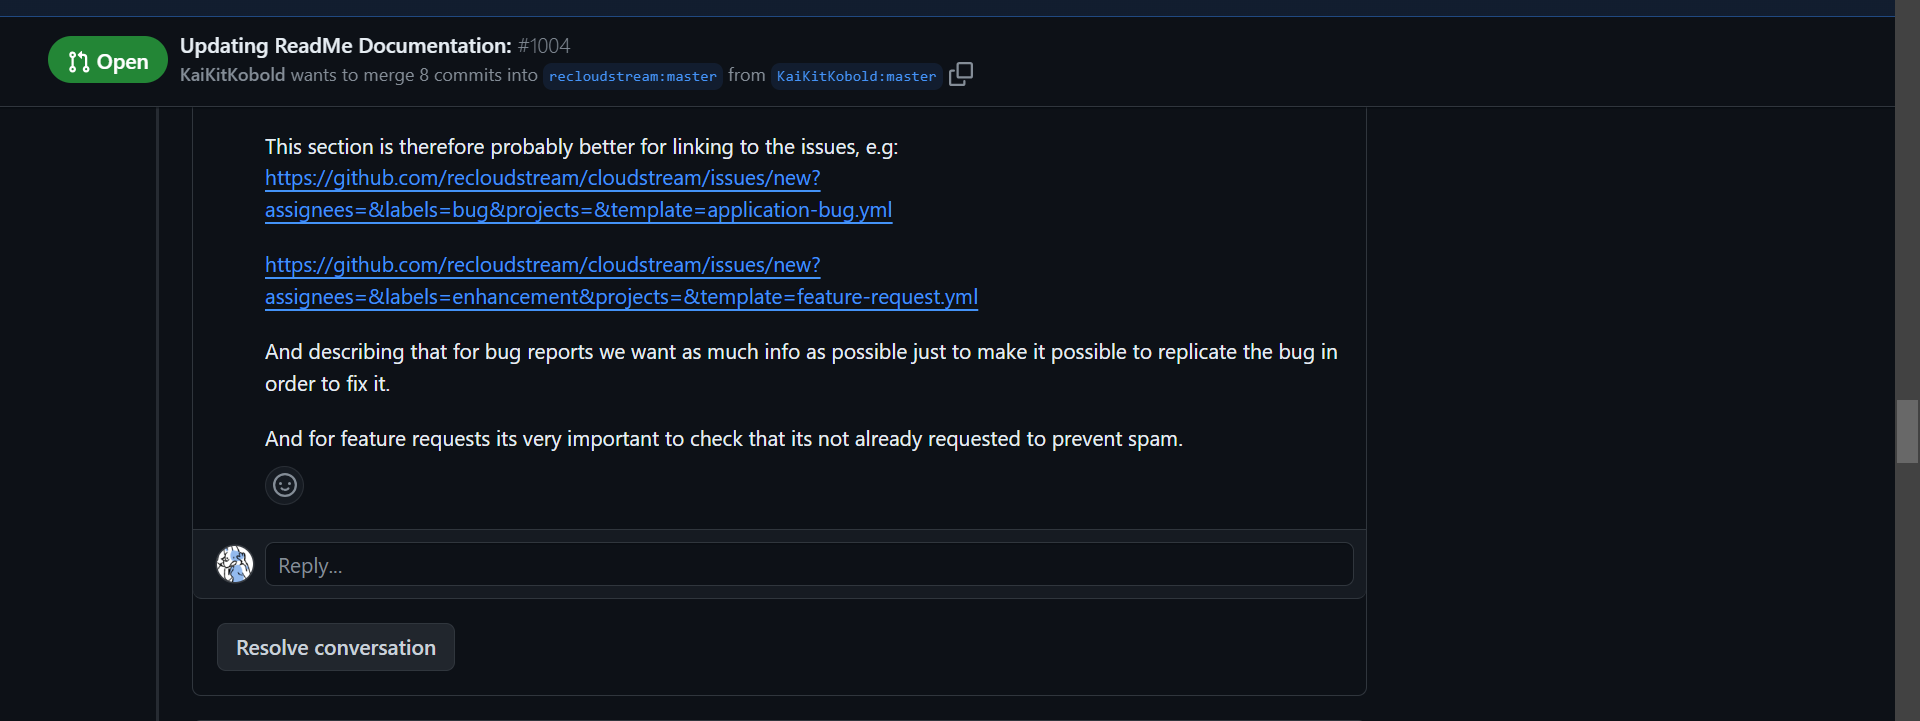 Open
Updating ReadMe Documentation: #1004
KaiKitKobold wants to merge 8 commits into recloudstream:master from KaiKitKobold:master
This section is therefore probably better for linking to the issues, e.g:
https://github.com/recloudstream/cloudstream/issues/new?
assignees=&labels=bug&projects=&template=application-bug.yml
https://github.com/recloudstream/cloudstream/issues/new?
assignees=&labels=enhancement&projects=&template=feature-request.yml
And describing that for bug reports we want as much info as possible just to make it possible to replicate the bug in
order to fix it.
And for feature requests its very important to check that its not already requested to prevent spam.
Reply...
Resolve conversation